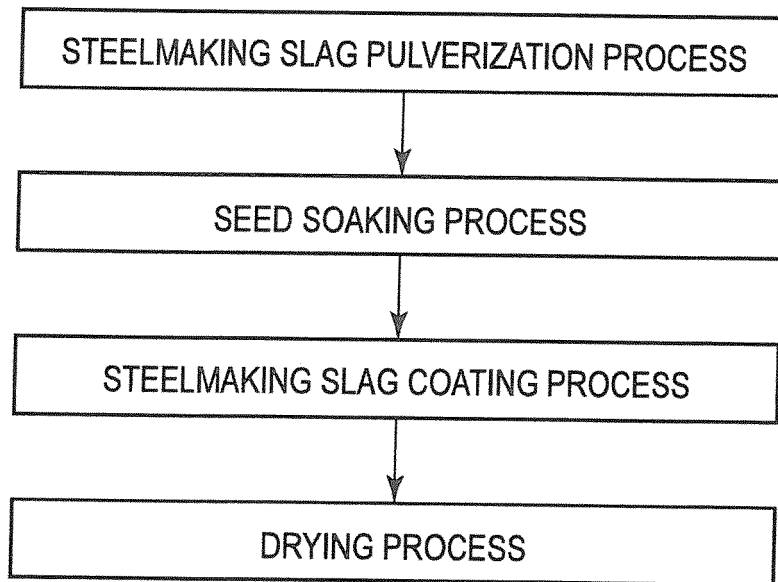 STEELMAKING SLAG PULVERIZATION PROCESS
SEED SOAKING PROCESS
STEELMAKING SLAG COATING PROCESS
DRYING PROCESS